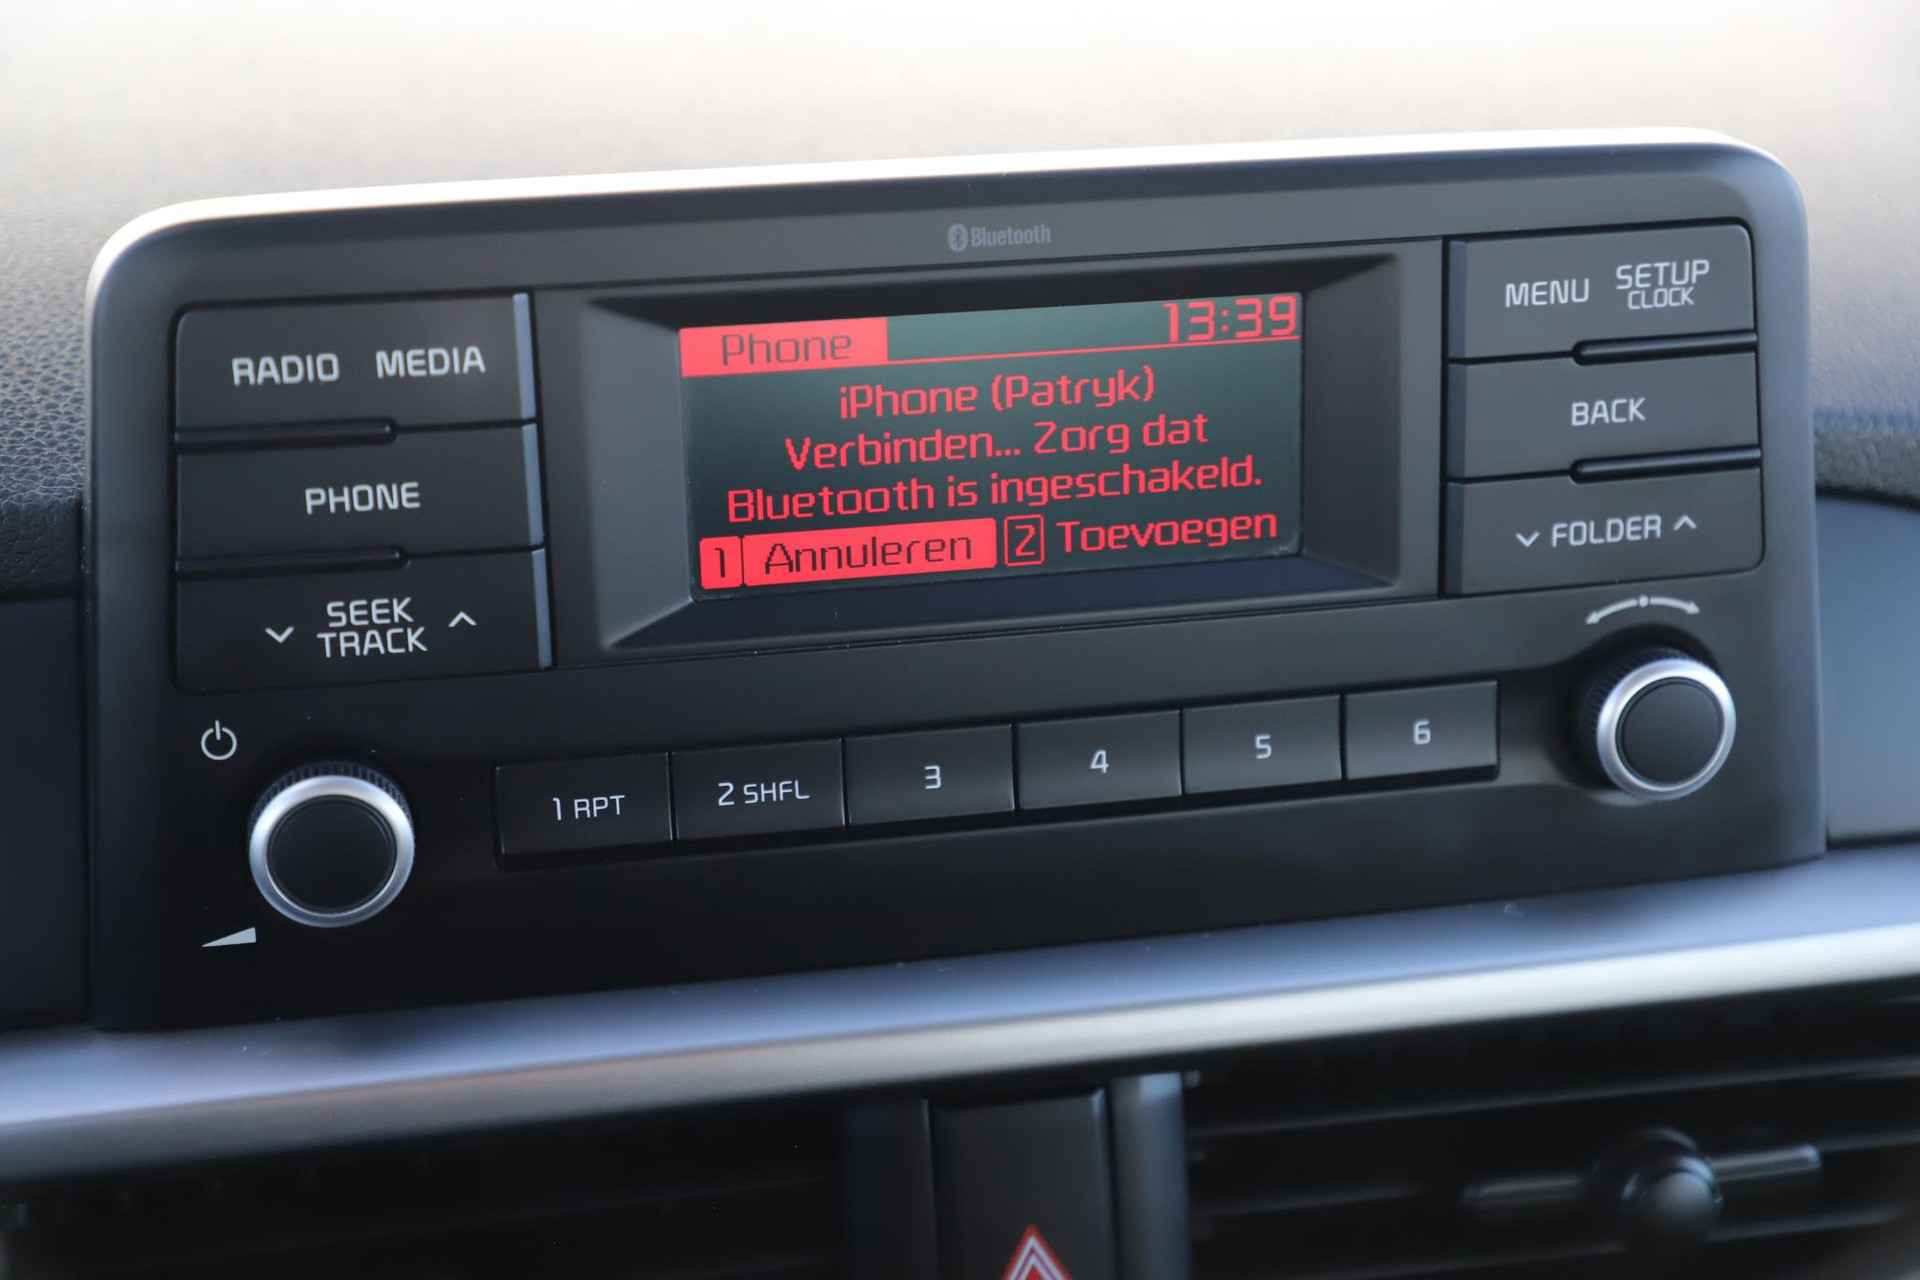 Bluetooth
RADIO MEDIA
PHONE
SEEK
TRACK
Phone 13:39
iPhone (Patryk)
Verbinden... Zorg dat
Bluetooth is ingeschakeld.
1 Annuleren 2 Toevoegen
MENU SETUP
CLOCK
BACK
FOLDER
1 RPT 2 SHFL 3 4 5 6